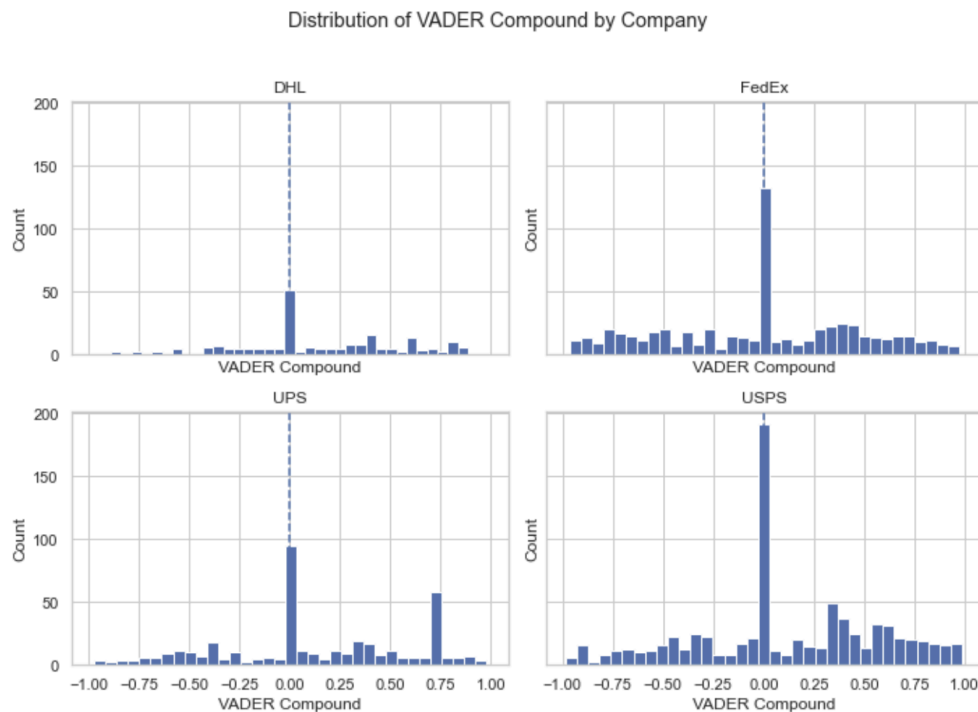 Distribution of VADER Compound by Company
DHL
FedEx
200
150
100
50
0
Count
Count
VADER Compound
VADER Compound
UPS
USPS
200
150
100
50
0
Count
Count
−1.00 −0.75 −0.50 −0.25 0.00 0.25 0.50 0.75 1.00
−1.00 −0.75 −0.50 −0.25 0.00 0.25 0.50 0.75 1.00
VADER Compound
VADER Compound